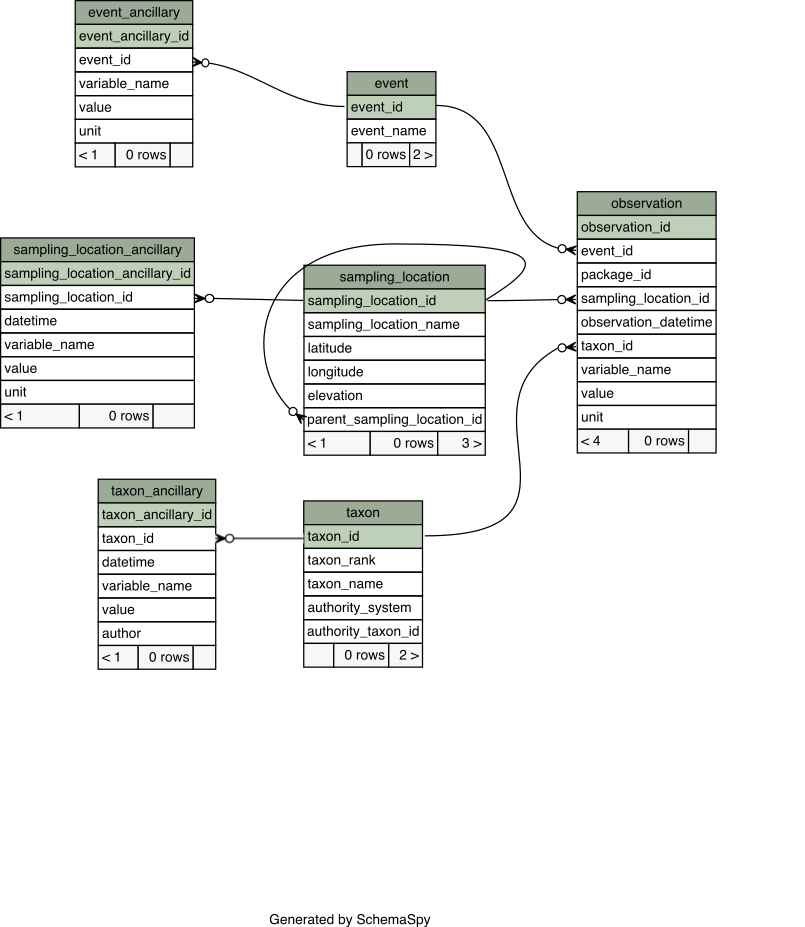 event_ancillary
event_ancillary_id
event_id
variable_name
value
unit
< 1 0 rows
event
event_id
event_name
0 rows 2 >
observation
observation_id
event_id
package_id
sampling_location_id
observation_datetime
taxon_id
variable_name
value
unit
< 4 0 rows
sampling_location_ancillary
sampling_location_ancillary_id
sampling_location_id
datetime
variable_name
value
unit
< 1 0 rows
sampling_location
sampling_location_id
sampling_location_name
latitude
longitude
elevation
parent_sampling_location_id
< 1 0 rows 3 >
taxon_ancillary
taxon_ancillary_id
taxon_id
datetime
variable_name
value
author
< 1 0 rows
taxon
taxon_id
taxon_rank
taxon_name
authority_system
authority_taxon_id
0 rows 2 >
Generated by SchemaSpy